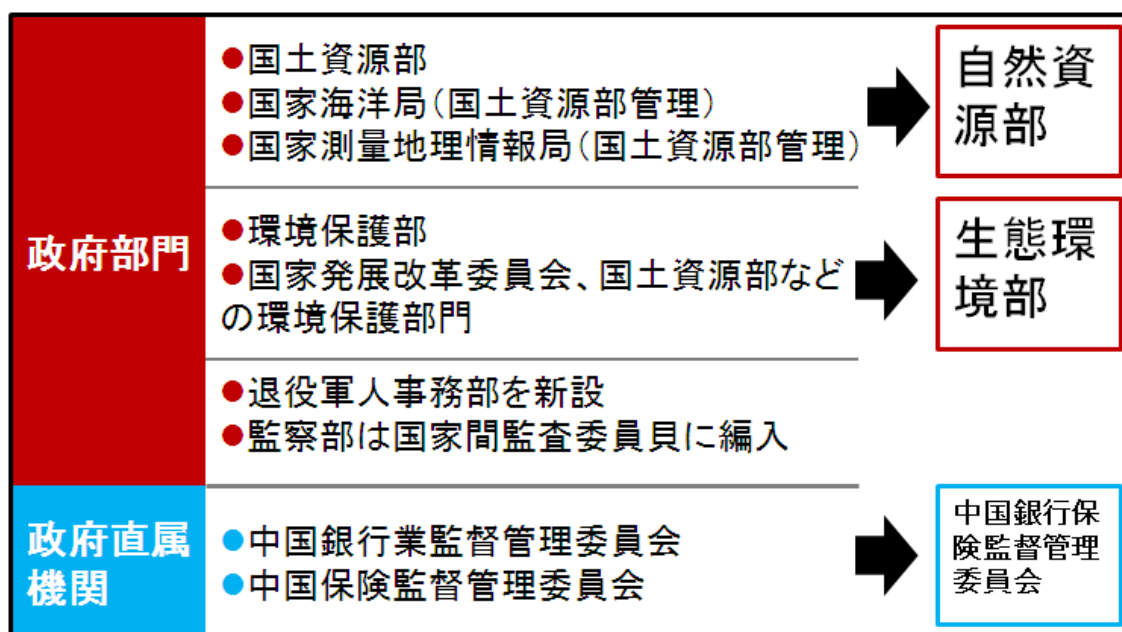 政府部門
●国土資源部
●国家海洋局（国土資源部管理）
●国家測量地理情報局（国土資源部管理）
自然資
源部
●環境保護部
●国家発展改革委員会、国土資源部など
の環境保護部門
生態環
境部
●退役軍人事務部を新設
●監察部は国家間監査委員貝に編入
政府直属
機関
●中国銀行業監督管理委員会
●中国保険監督管理委員会
中国銀行保
険監督管理
委員会